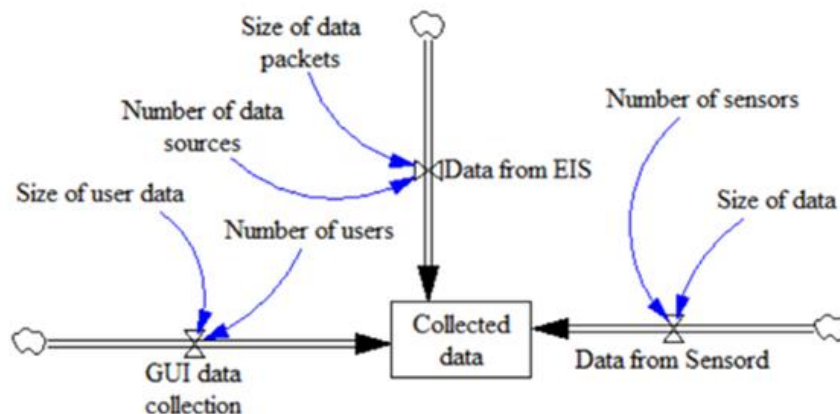 Size of data
packets
Number of sensors
Number of data
sources
Data from EIS
Size of user data
Size of data
Number of users
Collected
data
GUI data
collection
Data from Sensord